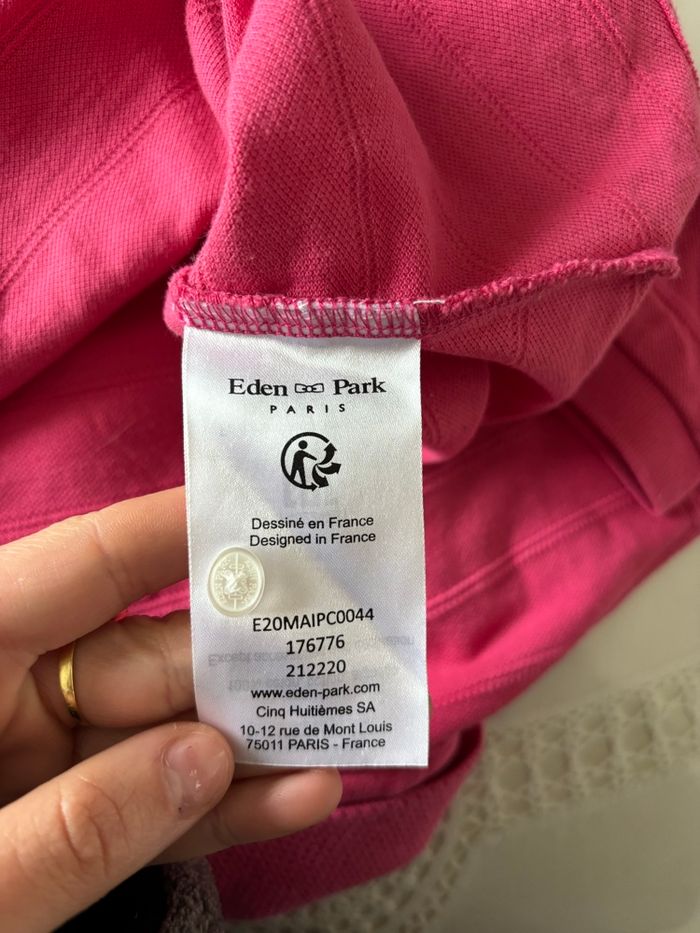 Eden Park
PARIS
Dessiné en France
Designed in France
E20MAIPC0044
176776
212220
www.eden-park.com
Cinq Huitièmes SA
10-12 rue de Mont Louis
75011 PARIS - France